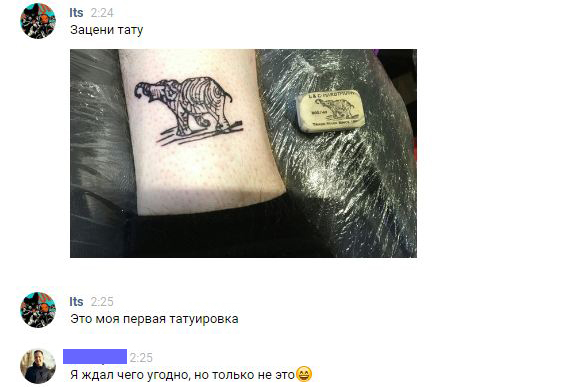 Its 2:24
Зацени тату
L & C HARDTMUTH
Its 2:25
Это моя первая татуировка
2:25
Я ждал чего угодно, но только не это😄